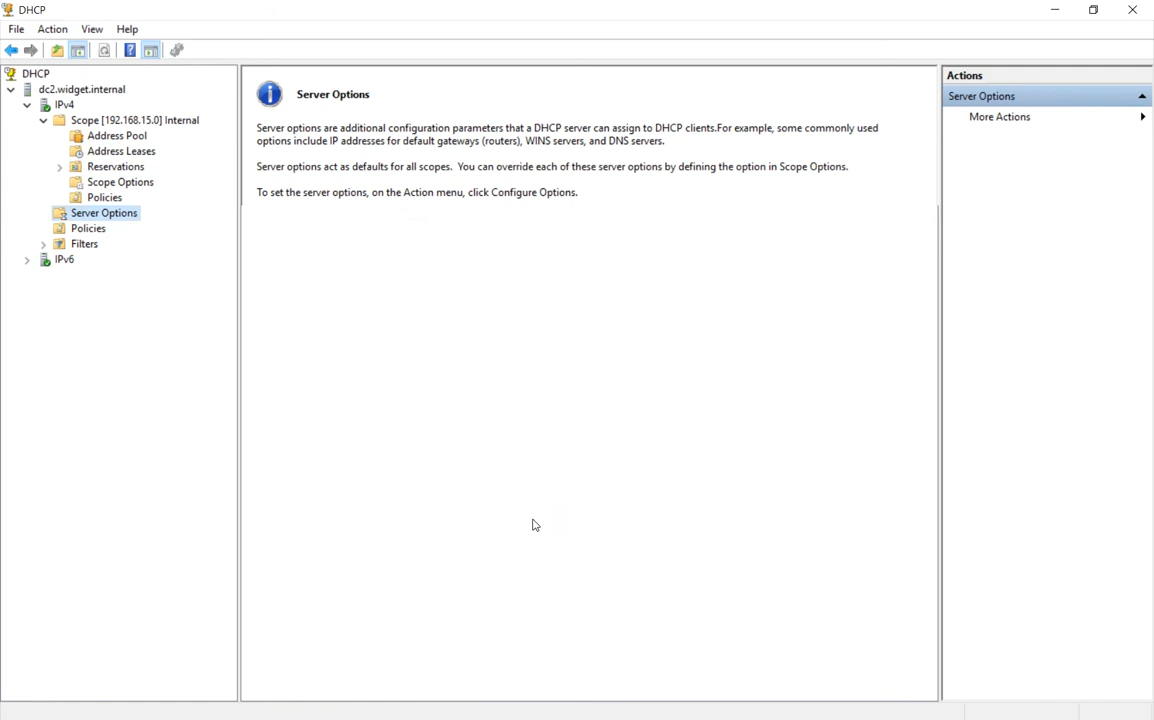 DHCP
File Action View Help
DHCP
dc2.widget.internal
IPv4
Scope [192.168.15.0] Internal
Address Pool
Address Leases
Reservations
Scope Options
Policies
Server Options
Policies
Filters
IPv6
Server Options
Server options are additional configuration parameters that a DHCP server can assign to DHCP clients.For example, some commonly used
options include IP addresses for default gateways (routers), WINS servers, and DNS servers.
Server options act as defaults for all scopes.  You can override each of these server options by defining the option in Scope Options.
To set the server options, on the Action menu, click Configure Options.
Actions
Server Options
More Actions